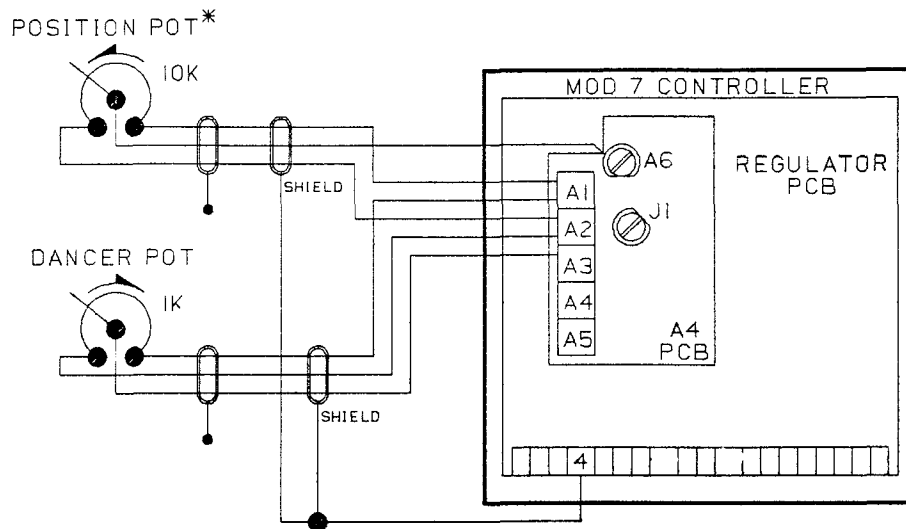 POSITION POT*
10K
SHIELD
DANCER POT
1K
SHIELD
MOD 7 CONTROLLER
REGULATOR
PCB
A6
A1
J1
A2
A3
A4
A5
A4
PCB
4